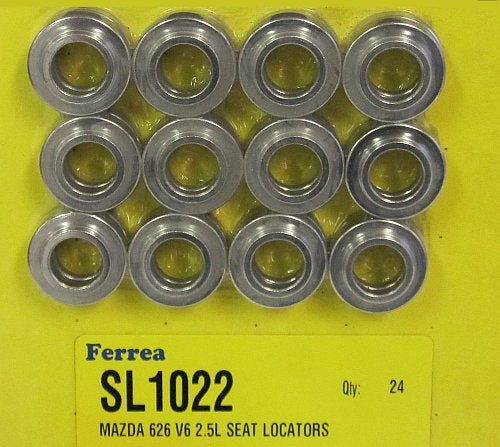 Ferrea
SL1022 Qty: 24
MAZDA 626 V6 2.5L SEAT LOCATORS